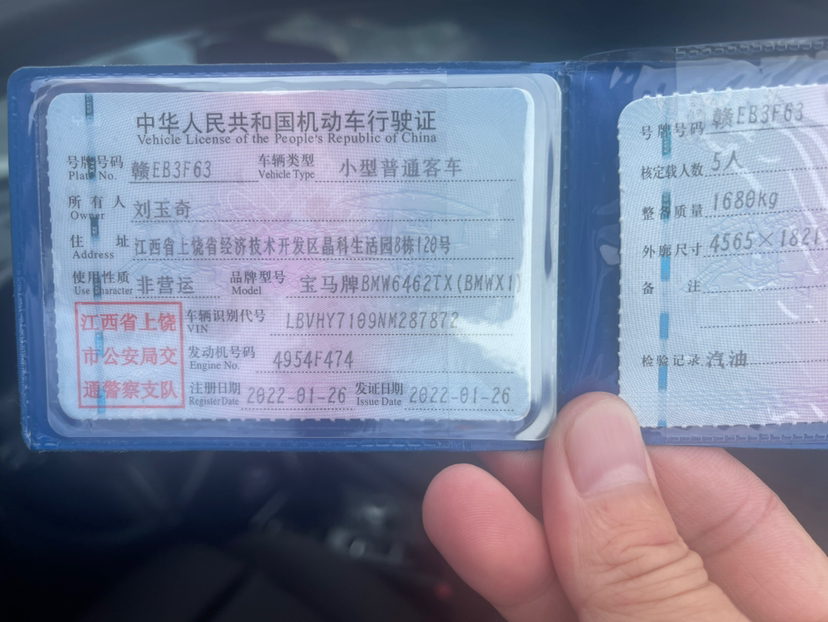 中华人民共和国机动车行驶证
Vehicle License of the People's Republic of China
号牌号码 赣EB3F63 车辆类型 小型普通客车
Plate No. Vehicle Type
所有人 刘玉奇
Owner
住址 江西省上饶省经济技术开发区晶科生活园8栋120号
Address
使用性质 非营运 品牌型号 宝马牌BMW6462TX(BMWX1)
Use Character Model
江西省上饶
市公安局交
通警察支队
车辆识别代号 LBVHY7109NM287872
VIN
发动机号码 4954F474
Engine No.
注册日期 2022-01-26 发证日期 2022-01-26
Register Date Issue Date
号牌号码 赣EB3F63
核定载人数 5人
整备质量 1680kg
外廓尺寸 4565×1821
备注
检验记录 汽油